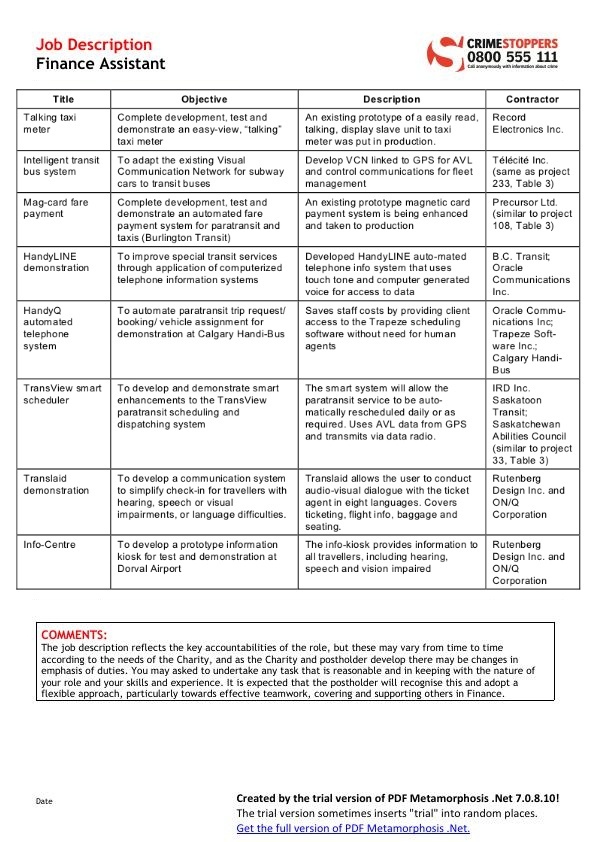 Job Description
Finance Assistant
CRIMESTOPPERS
0800 555 111
Call anonymously with information about crime
Title Objective Description Contractor
Talking taxi
meter
Complete development, test and
demonstrate an easy-view, “talking”
taxi meter
An existing prototype of a easily read,
talking, display slave unit to taxi
meter was put in production.
Record
Electronics Inc.
Intelligent transit
bus system
To adapt the existing Visual
Communication Network for subway
cars to transit buses
Develop VCN linked to GPS for AVL
and control communications for fleet
management
Télécité Inc.
(same as project
233, Table 3)
Mag-card fare
payment
Complete development, test and
demonstrate an automated fare
payment system for paratransit and
taxis (Burlington Transit)
An existing prototype magnetic card
payment system is being enhanced
and taken to production
Precursor Ltd.
(similar to project
108, Table 3)
HandyLINE
demonstration
To improve special transit services
through application of computerized
telephone information systems
Developed HandyLINE auto-mated
telephone info system that uses
touch tone and computer generated
voice for access to data
B.C. Transit;
Oracle
Communications
Inc.
HandyQ
automated
telephone
system
To automate paratransit trip request/
booking/ vehicle assignment for
demonstration at Calgary Handi-Bus
Saves staff costs by providing client
access to the Trapeze scheduling
software without need for human
agents
Oracle Commu-
nications Inc;
Trapeze Soft-
ware Inc.;
Calgary Handi-
Bus
TransView smart
scheduler
To develop and demonstrate smart
enhancements to the TransView
paratransit scheduling and
dispatching system
The smart system will allow the
paratransit service to be auto-
matically rescheduled daily or as
required. Uses AVL data from GPS
and transmits via data radio.
IRD Inc.
Saskatoon
Transit;
Saskatchewan
Abilities Council
(similar to project
33, Table 3)
Translaid
demonstration
To develop a communication system
to simplify check-in for travellers with
hearing, speech or visual
impairments, or language difficulties.
Translaid allows the user to conduct
audio-visual dialogue with the ticket
agent in eight languages. Covers
ticketing, flight info, baggage and
seating.
Rutenberg
Design Inc. and
ON/Q
Corporation
Info-Centre
To develop a prototype information
kiosk for test and demonstration at
Dorval Airport
The info-kiosk provides information to
all travellers, including hearing,
speech and vision impaired
Rutenberg
Design Inc. and
ON/Q
Corporation
COMMENTS:
The job description reflects the key accountabilities of the role, but these may vary from time to time
according to the needs of the Charity, and as the Charity and postholder develop there may be changes in
emphasis of duties. You may asked to undertake any task that is reasonable and in keeping with the nature of
your role and your skills and experience. It is expected that the postholder will recognise this and adopt a
flexible approach, particularly towards effective teamwork, covering and supporting others in Finance.
Date
Created by the trial version of PDF Metamorphosis .Net 7.0.8.10!
The trial version sometimes inserts "trial" into random places.
Get the full version of PDF Metamorphosis .Net.